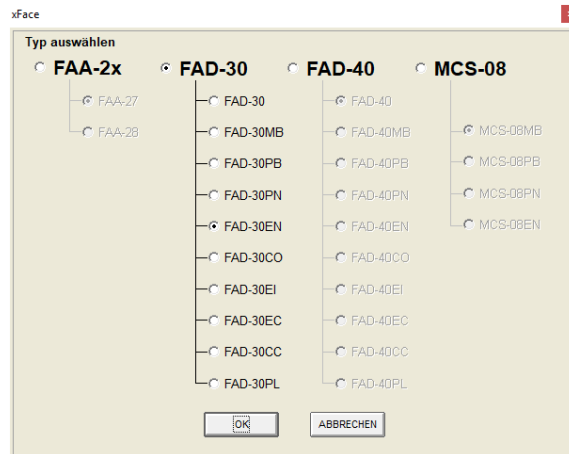 xFace
Typ auswählen
FAA-2x FAD-30 FAD-40 MCS-08
FAA-27 FAD-30 FAD-40
FAA-28 FAD-30MB FAD-40MB MCS-08MB
FAD-30PB FAD-40PB MCS-08PB
FAD-30PN FAD-40PN MCS-08PN
FAD-30EN FAD-40EN MCS-08EN
FAD-30CO FAD-40CO
FAD-30EI FAD-40EI
FAD-30EC FAD-40EC
FAD-30CC FAD-40CC
FAD-30PL FAD-40PL
OK ABBRECHEN